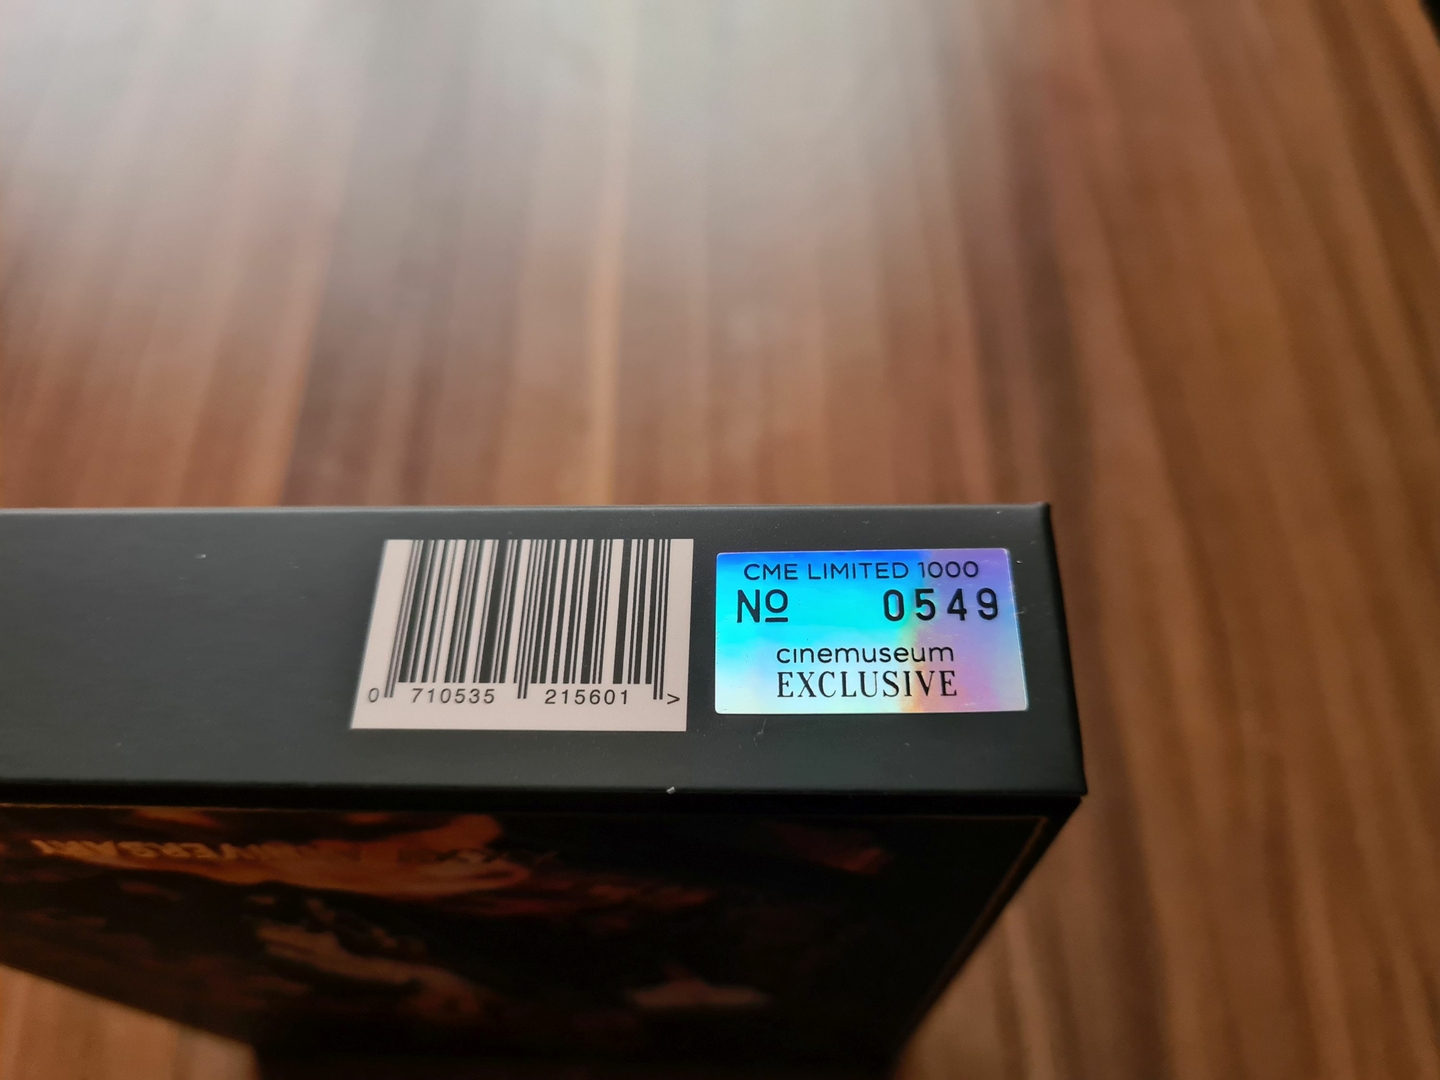 0 710535 215601 >
CME LIMITED 1000
Nº 0549
cinemuseum
EXCLUSIVE